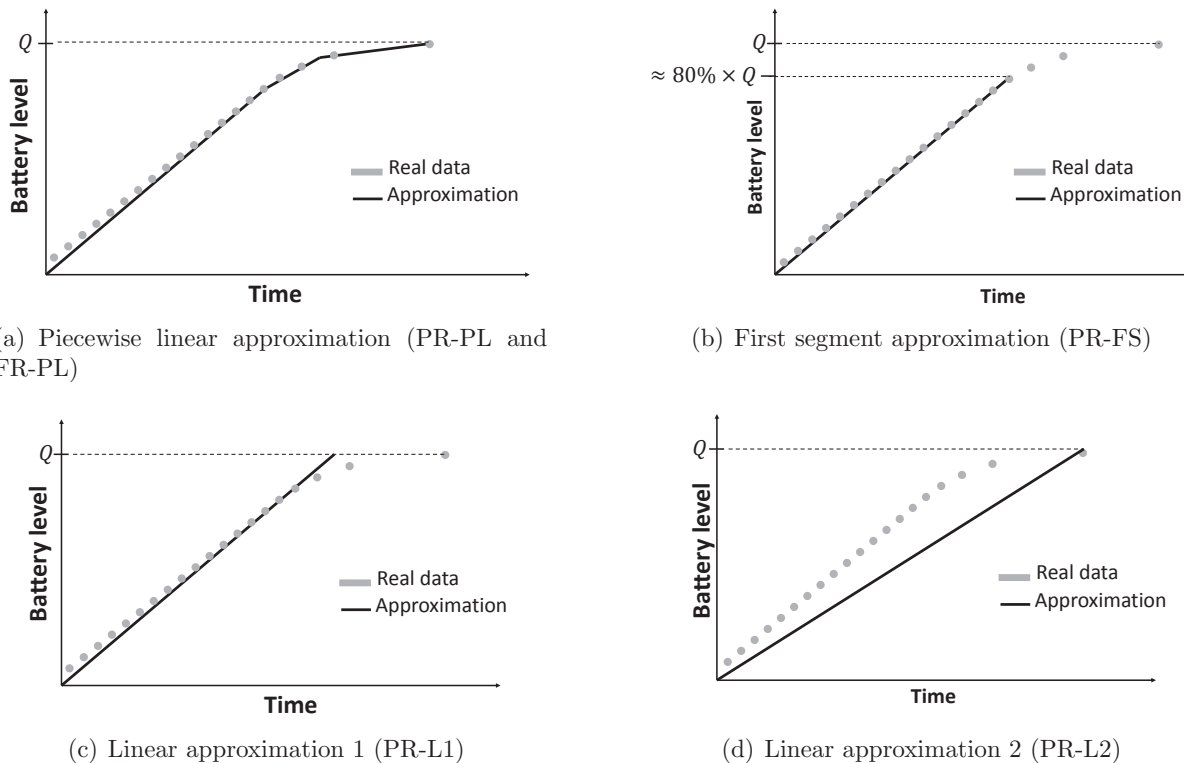 Q
Battery level
Real data
Approximation
Time
(a) Piecewise linear approximation (PR-PL and
FR-PL)
Q
≈ 80% × Q
Battery level
Real data
Approximation
Time
(b) First segment approximation (PR-FS)
Q
Battery level
Real data
Approximation
Time
(c) Linear approximation 1 (PR-L1)
Q
Battery level
Real data
Approximation
Time
(d) Linear approximation 2 (PR-L2)